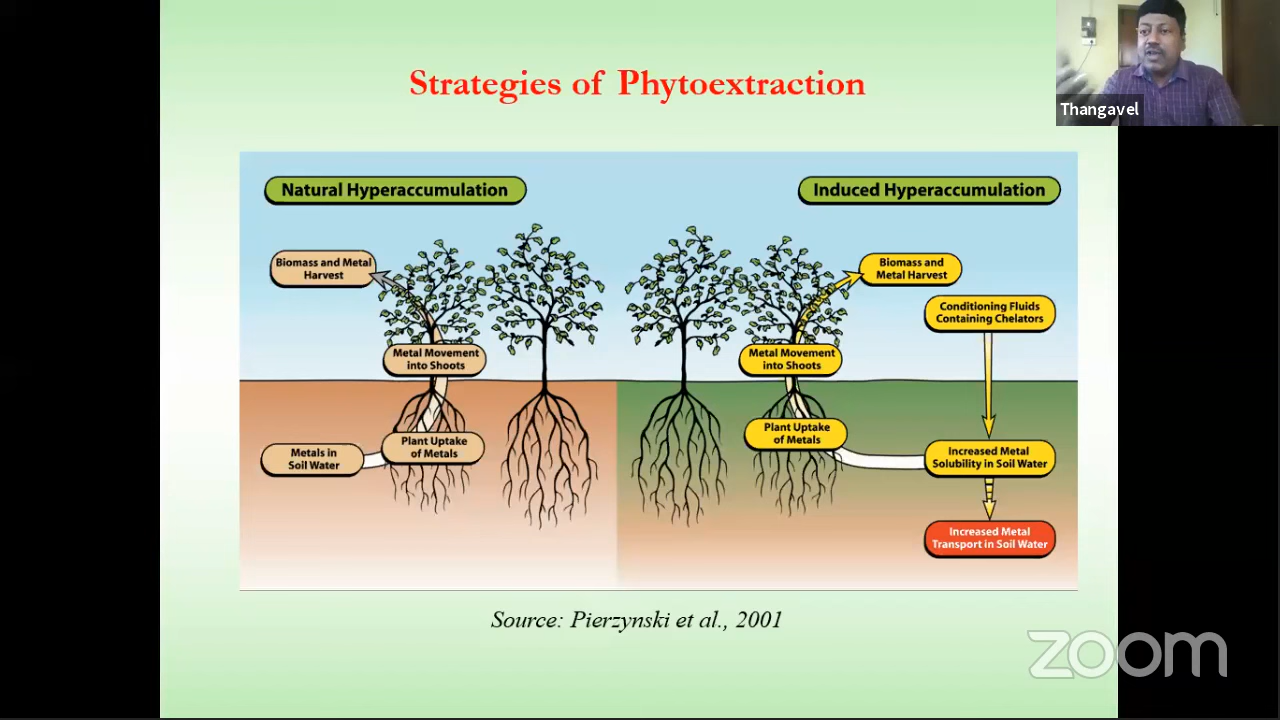 Strategies of Phytoextraction
Thangavel
Natural Hyperaccumulation
Induced Hyperaccumulation
Biomass and Metal
Harvest
Metal Movement
into Shoots
Plant Uptake
of Metals
Metals in
Soil Water
Biomass and
Metal Harvest
Conditioning Fluids
Containing Chelators
Metal Movement
into Shoots
Plant Uptake
of Metals
Increased Metal
Solubility in Soil Water
Increased Metal
Transport in Soil Water
Source: Pierzynski et al., 2001
zoom